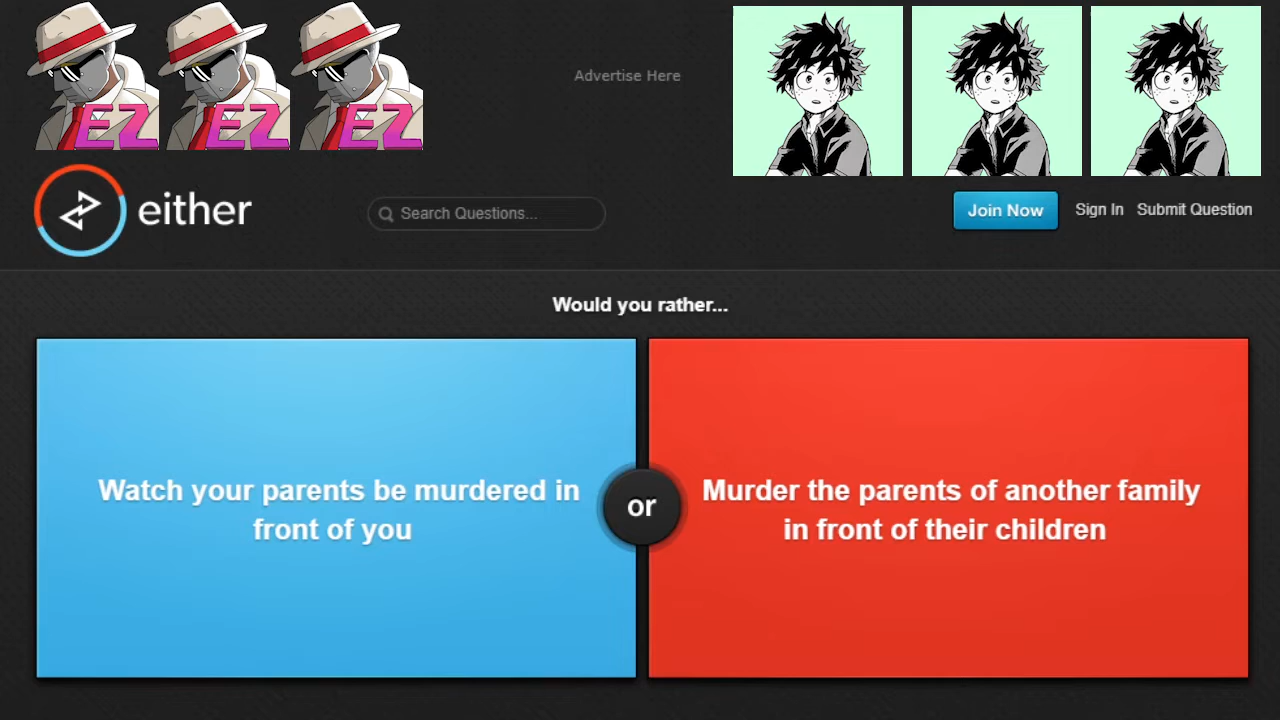 EZ EZ EZ
Advertise Here
either
Search Questions...
Join Now Sign In Submit Question
Would you rather...
Watch your parents be murdered in
front of you
or
Murder the parents of another family
in front of their children